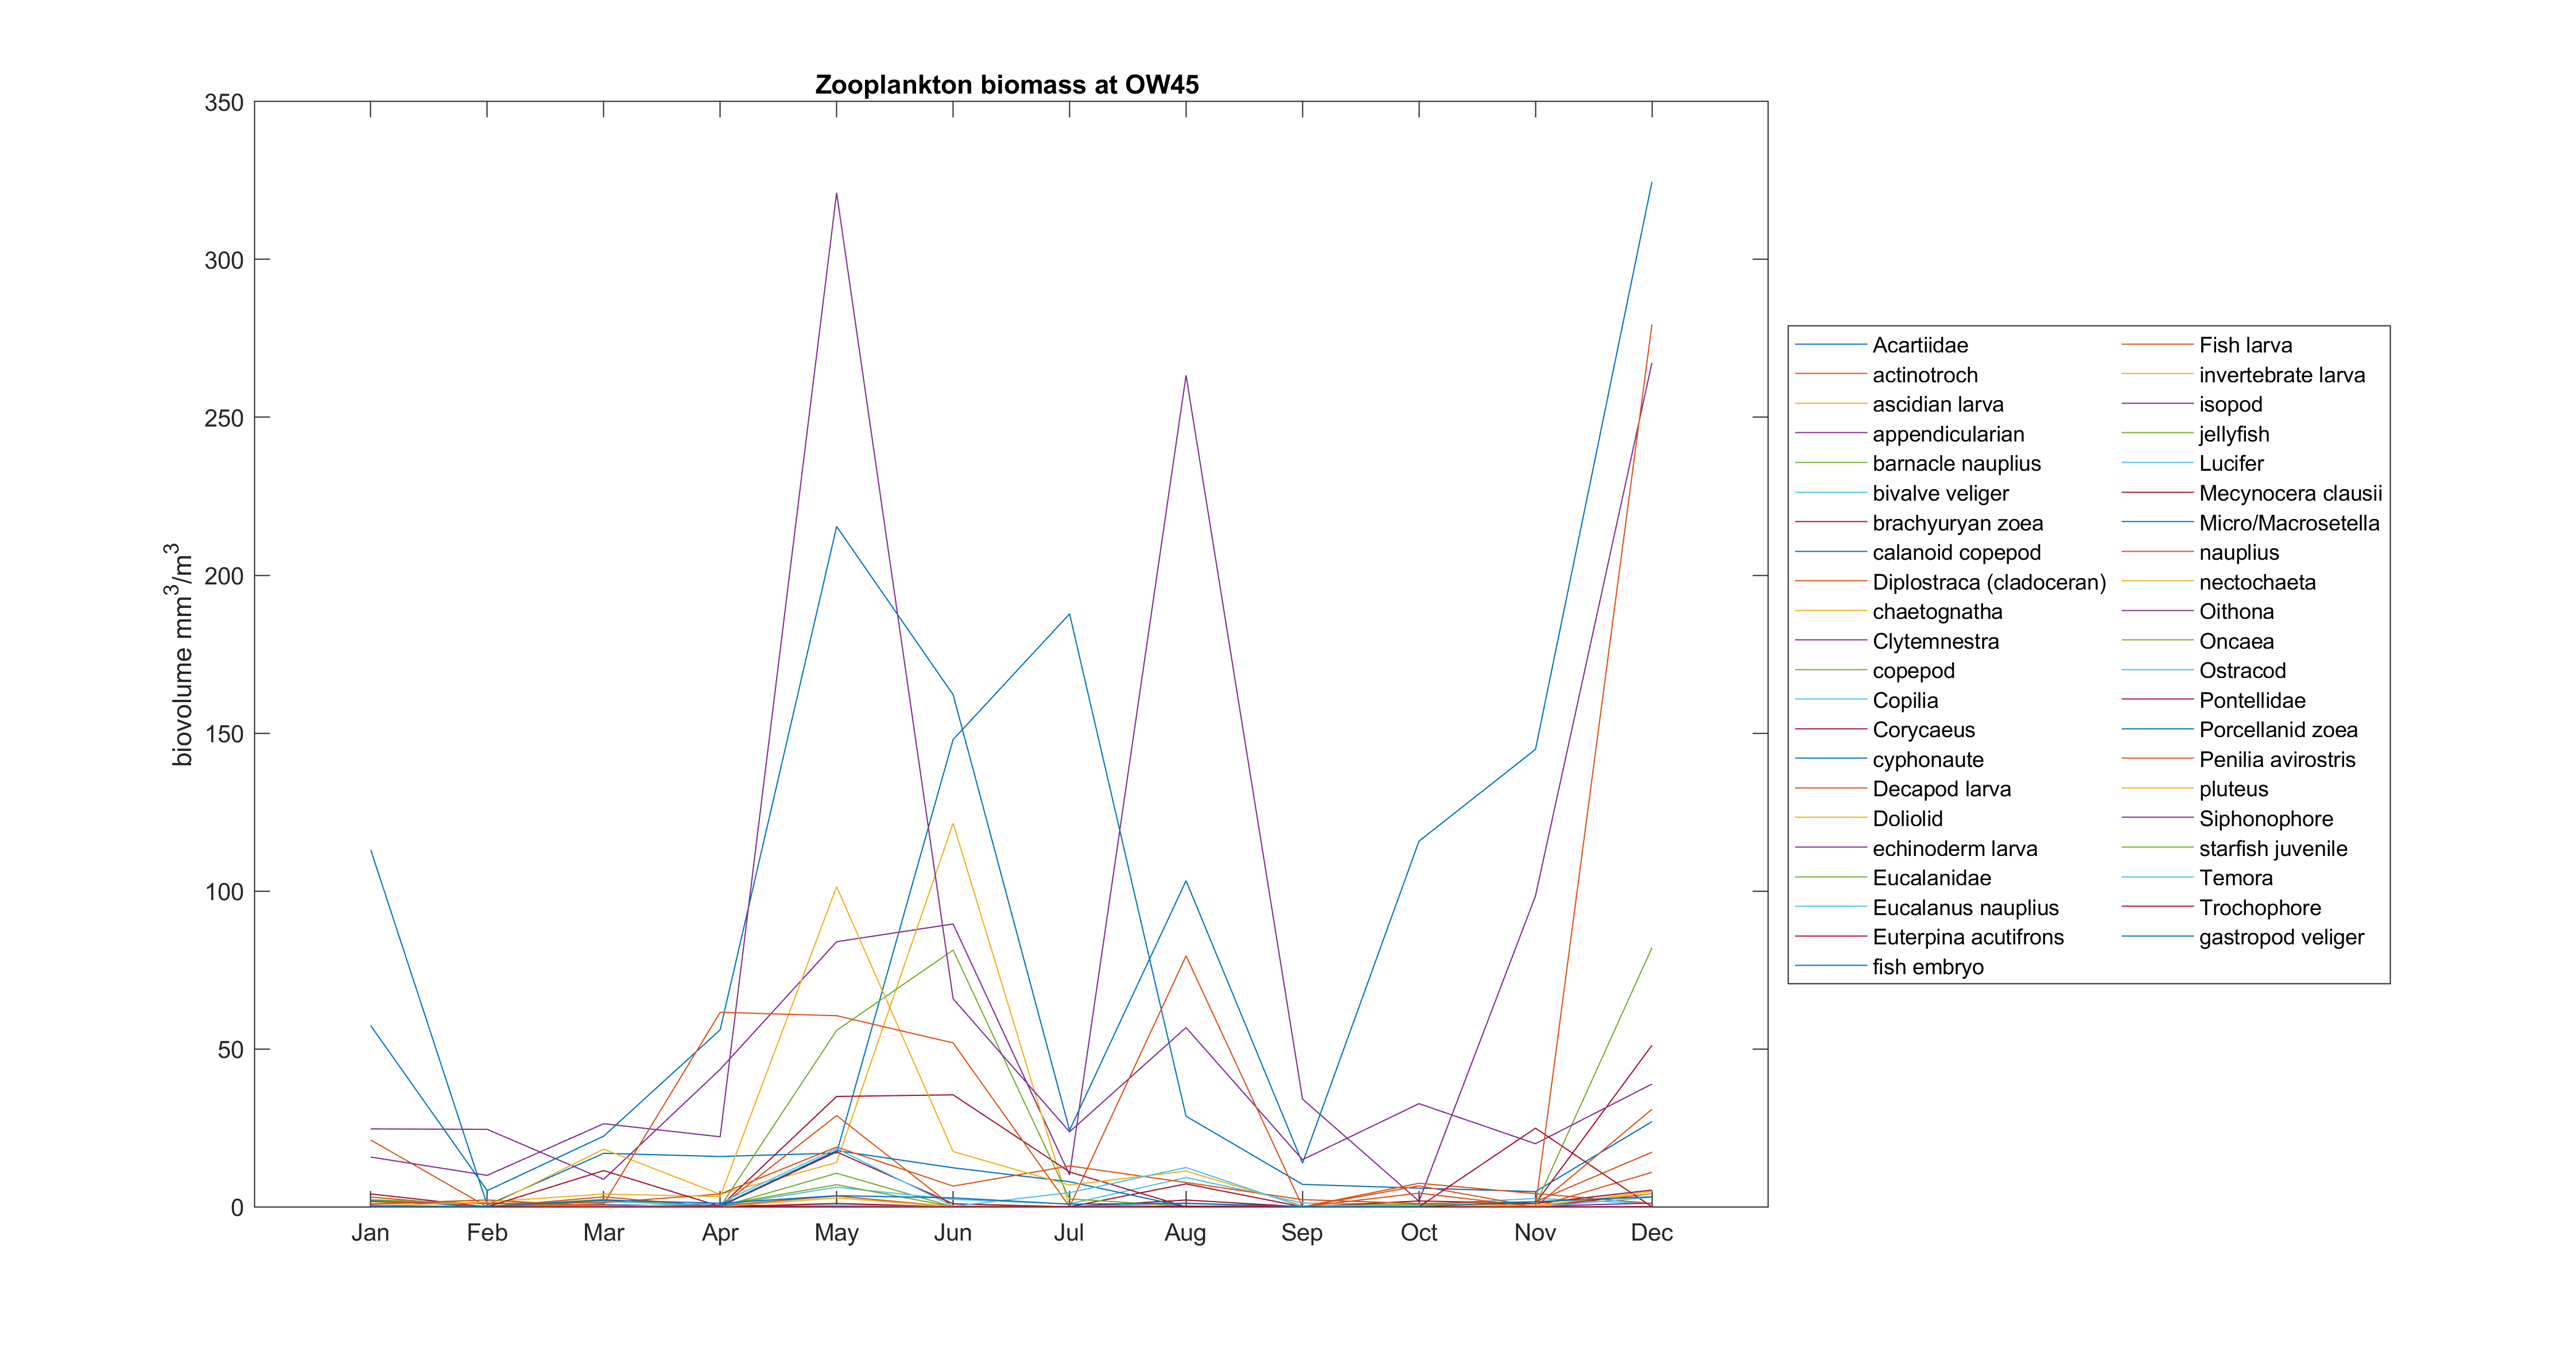 Zooplankton biomass at OW45
350
300
250
200
150
100
50
0
biovolume mm³/m³
Jan Feb Mar Apr May Jun Jul Aug Sep Oct Nov Dec
Acartiidae
actinotroch
ascidian larva
appendicularian
barnacle nauplius
bivalve veliger
brachyuryan zoea
calanoid copepod
Diplostraca (cladoceran)
chaetognatha
Clytemnestra
copepod
Copilia
Corycaeus
cyphonaute
Decapod larva
Doliolid
echinoderm larva
Eucalanidae
Eucalanus nauplius
Euterpina acutifrons
fish embryo
Fish larva
invertebrate larva
isopod
jellyfish
Lucifer
Mecynocera clausii
Micro/Macrosetella
nauplius
nectochaeta
Oithona
Oncaea
Ostracod
Pontellidae
Porcellanid zoea
Penilia avirostris
pluteus
Siphonophore
starfish juvenile
Temora
Trochophore
gastropod veliger